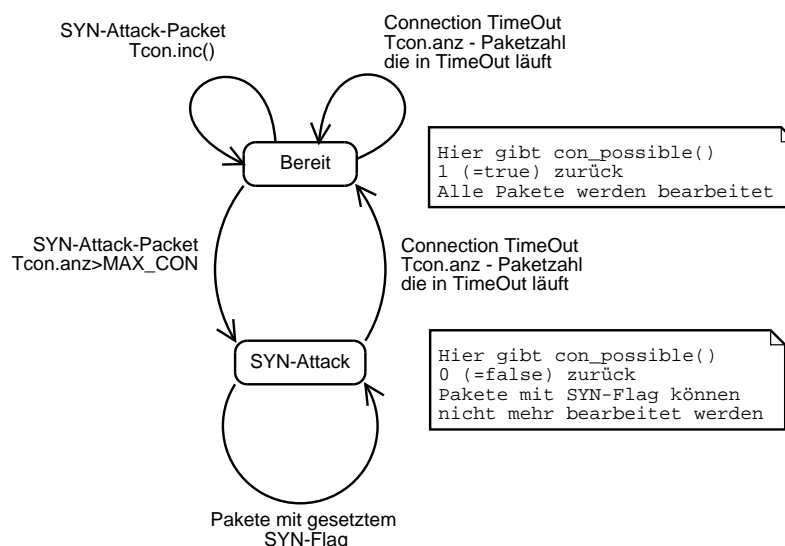 SYN-Attack-Packet
Tcon.inc()
Connection TimeOut
Tcon.anz - Paketzahl
die in TimeOut läuft
Bereit
Hier gibt con_possible()
1 (=true) zurück
Alle Pakete werden bearbeitet
SYN-Attack-Packet
Tcon.anz>MAX_CON
Connection TimeOut
Tcon.anz - Paketzahl
die in TimeOut läuft
SYN-Attack
Hier gibt con_possible()
0 (=false) zurück
Pakete mit SYN-Flag können
nicht mehr bearbeitet werden
Pakete mit gesetztem
SYN-Flag